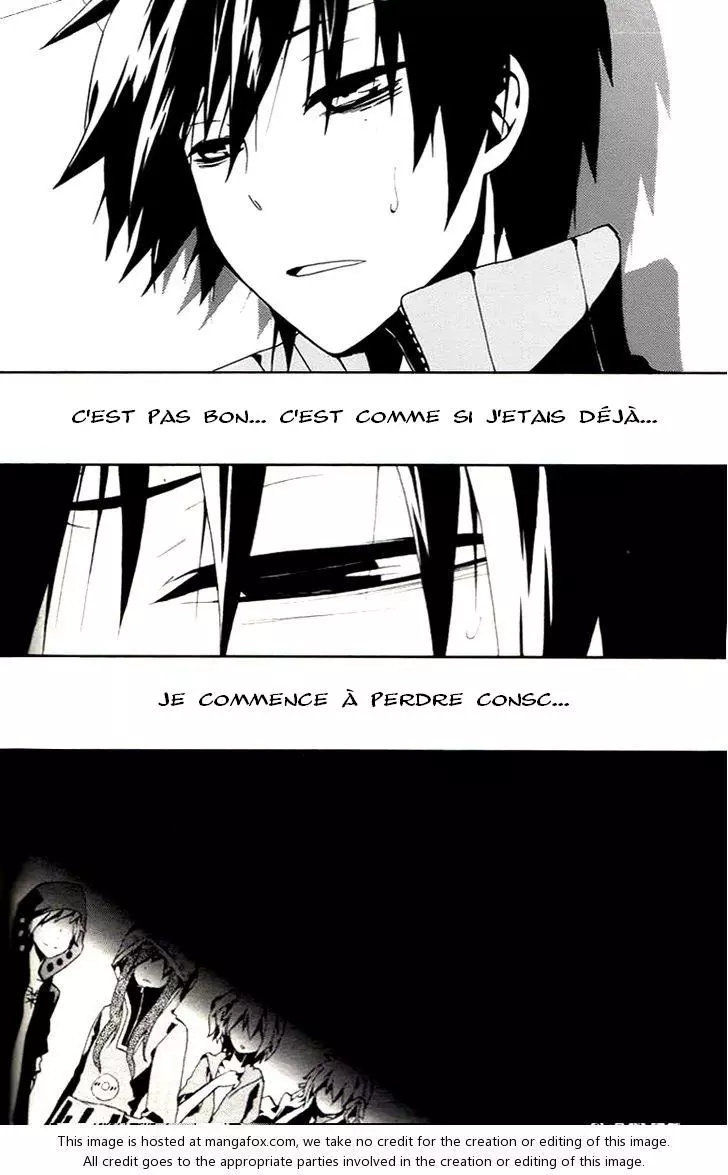 C'EST PAS BON... C'EST COMME SI J'ETAIS DÉJÀ...
JE COMMENCE À PERDRE CONSC...
This image is hosted at mangafox.com, we take no credit for the creation or editing of this image.
All credit goes to the appropriate parties involved in the creation or editing of this image.